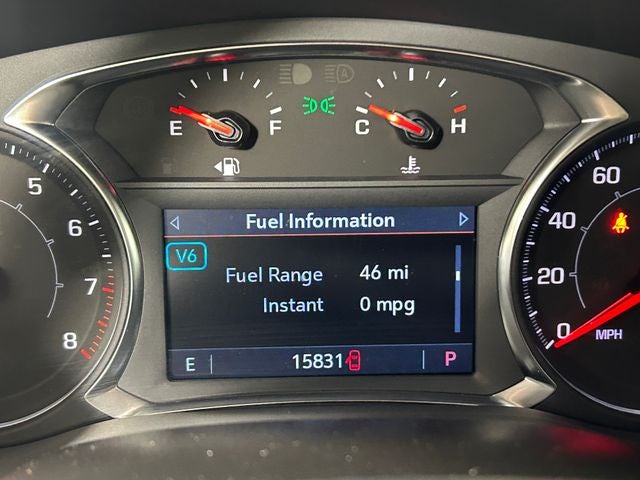 E F
C H
5
6
7
8
Fuel Information
V6
Fuel Range 46 mi
Instant 0 mpg
E 15831 P
60
40
20
0
MPH